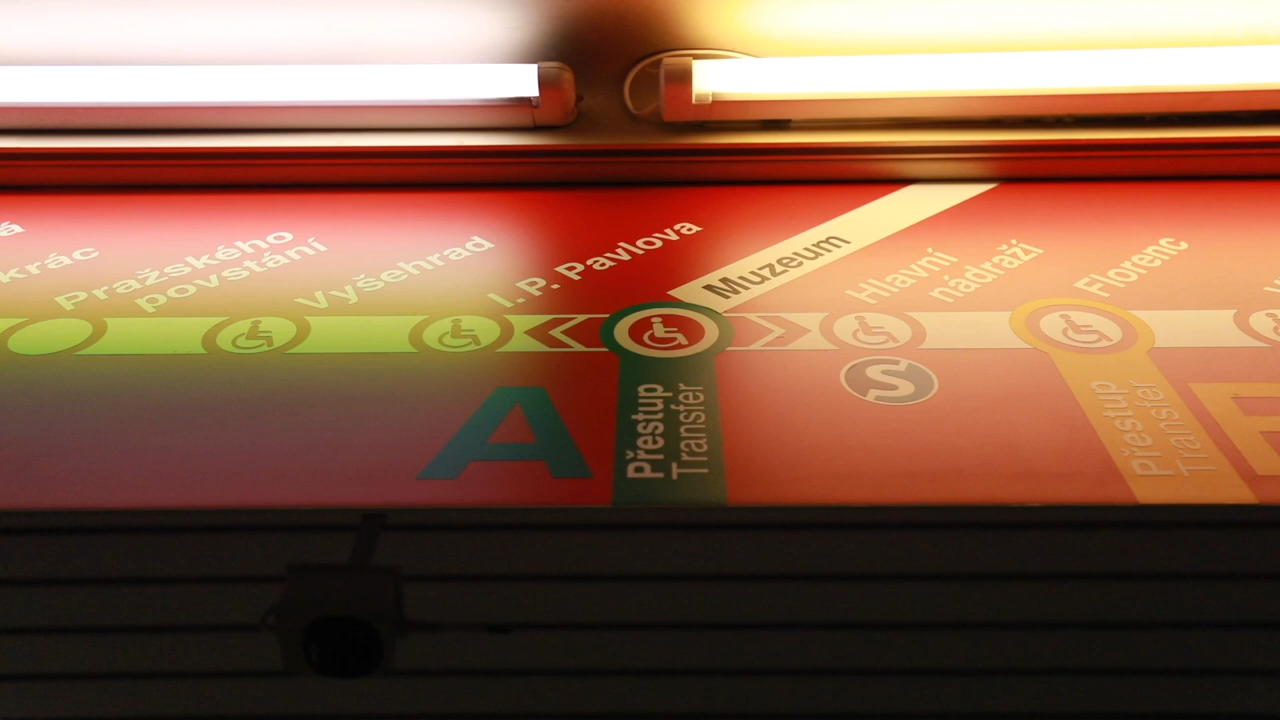 Pražského
povstání
Vyšehrad
I. P. Pavlova
Muzeum
Hlavní
nádraží
Florenc
S
A
Přestup
Transfer
Přestup
Transfer